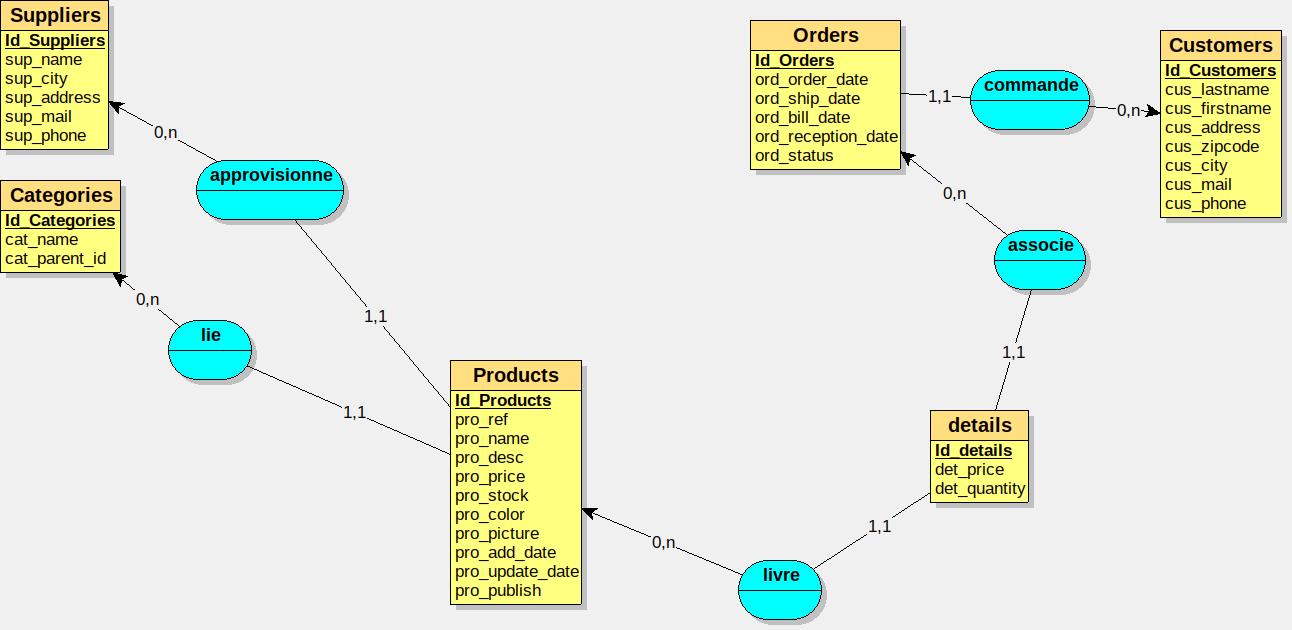 Suppliers
Id_Suppliers
sup_name
sup_city
sup_address
sup_mail
sup_phone
0,n
approvisionne
1,1
Categories
Id_Categories
cat_name
cat_parent_id
0,n
lie
1,1
Products
Id_Products
pro_ref
pro_name
pro_desc
pro_price
pro_stock
pro_color
pro_picture
pro_add_date
pro_update_date
pro_publish
0,n
livre
1,1
Orders
Id_Orders
ord_order_date
ord_ship_date
ord_bill_date
ord_reception_date
ord_status
1,1
commande
0,n
Customers
Id_Customers
cus_lastname
cus_firstname
cus_address
cus_zipcode
cus_city
cus_mail
cus_phone
0,n
associe
1,1
details
Id_details
det_price
det_quantity